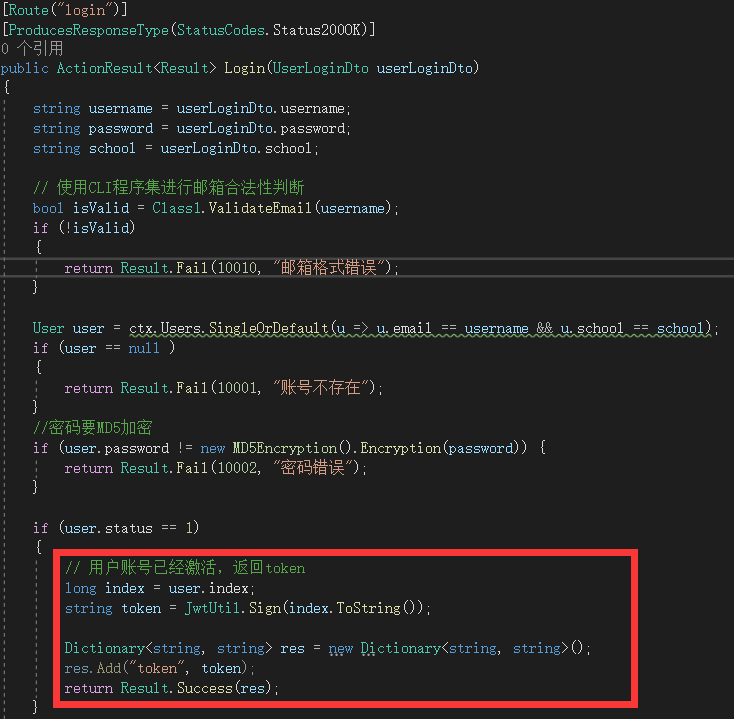 [Route("login")]
[ProducesResponseType(StatusCodes.Status200OK)]
0 个引用
public ActionResult<Result> Login(UserLoginDto userLoginDto)
{
    string username = userLoginDto.username;
    string password = userLoginDto.password;
    string school = userLoginDto.school;

    // 使用CLI程序集进行邮箱合法性判断
    bool isValid = Class1.ValidateEmail(username);
    if (!isValid)
    {
        return Result.Fail(10010, "邮箱格式错误");
    }

    User user = ctx.Users.SingleOrDefault(u => u.email == username && u.school == school);
    if (user == null )
    {
        return Result.Fail(10001, "账号不存在");
    }
    //密码要MD5加密
    if (user.password != new MD5Encryption().Encryption(password)) {
        return Result.Fail(10002, "密码错误");
    }

    if (user.status == 1)
    {
        // 用户账号已经激活，返回token
        long index = user.index;
        string token = JwtUtil.Sign(index.ToString());

        Dictionary<string, string> res = new Dictionary<string, string>();
        res.Add("token", token);
        return Result.Success(res);
    }